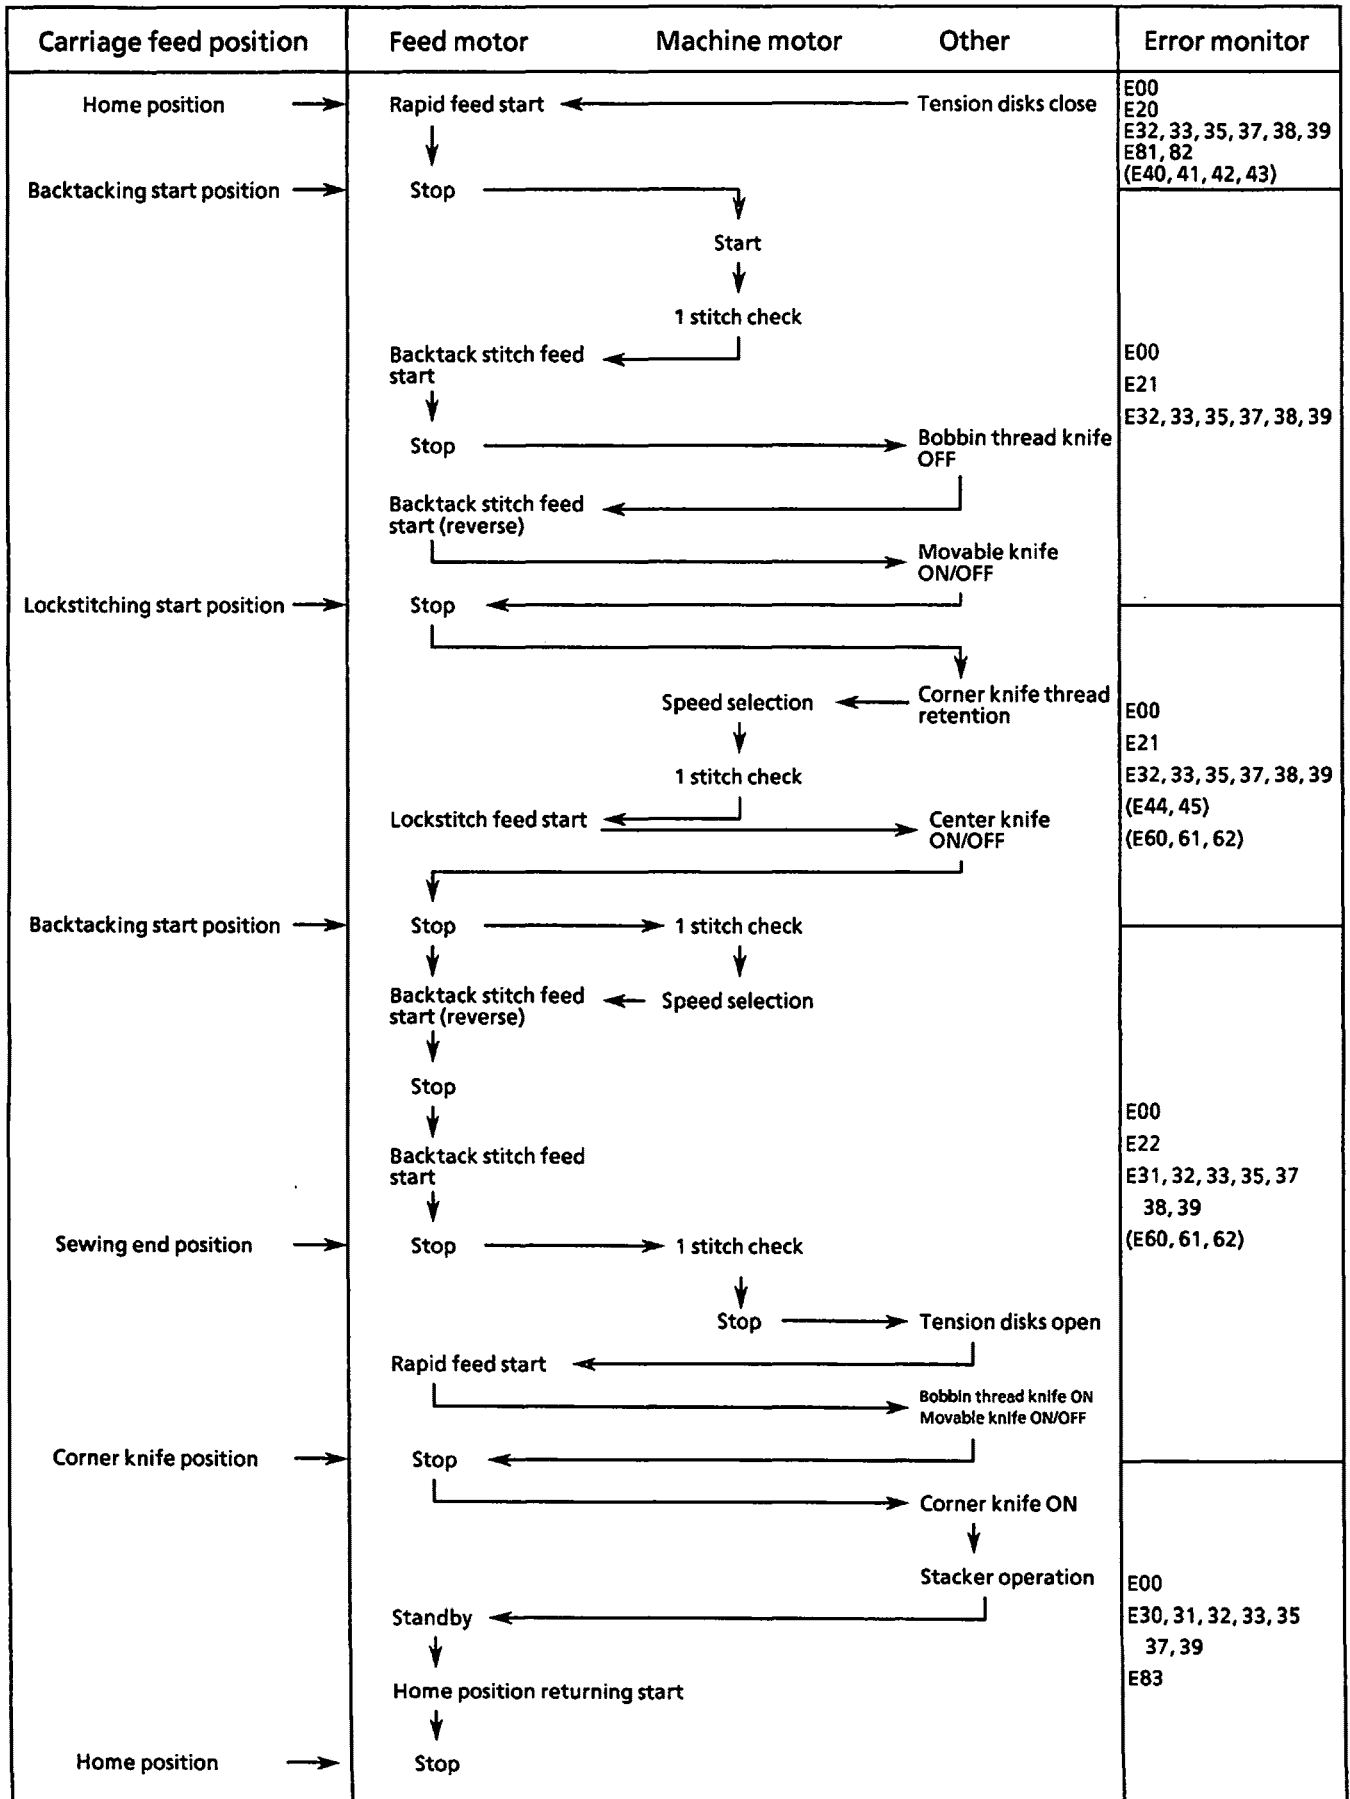 Carriage feed position
Feed motor
Machine motor
Other
Error monitor
Home position
Rapid feed start
Tension disks close
E00
E20
E32, 33, 35, 37, 38, 39
E81, 82
(E40, 41, 42, 43)
Backtacking start position
Stop
Start
1 stitch check
Backtack stitch feed
start
E00
E21
E32, 33, 35, 37, 38, 39
Stop
Bobbin thread knife
OFF
Backtack stitch feed
start (reverse)
Movable knife
ON/OFF
Lockstitching start position
Stop
Speed selection
Corner knife thread
retention
E00
E21
E32, 33, 35, 37, 38, 39
(E44, 45)
(E60, 61, 62)
1 stitch check
Lockstitch feed start
Center knife
ON/OFF
Backtacking start position
Stop
1 stitch check
Backtack stitch feed
start (reverse)
Speed selection
Stop
Backtack stitch feed
start
E00
E22
E31, 32, 33, 35, 37
38, 39
(E60, 61, 62)
Sewing end position
Stop
1 stitch check
Stop
Tension disks open
Rapid feed start
Bobbin thread knife ON
Movable knife ON/OFF
Corner knife position
Stop
Corner knife ON
Stacker operation
E00
E30, 31, 32, 33, 35
37, 39
E83
Standby
Home position returning start
Home position
Stop